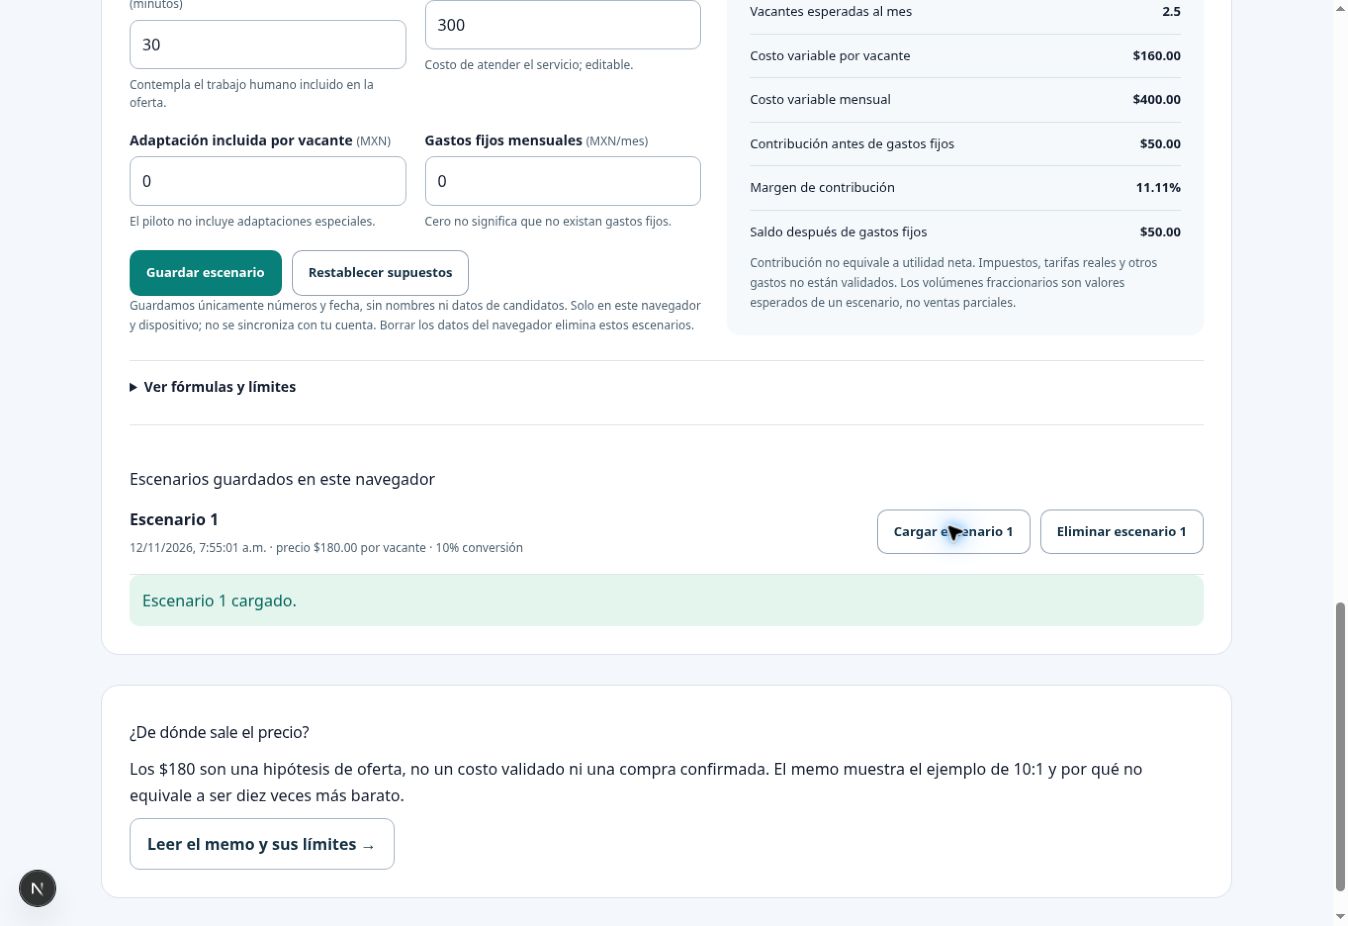 (minutos)
30
Contempla el trabajo humano incluido en la
oferta.
300
Costo de atender el servicio; editable.
Adaptación incluida por vacante (MXN)
0
El piloto no incluye adaptaciones especiales.
Gastos fijos mensuales (MXN/mes)
0
Cero no significa que no existan gastos fijos.
Guardar escenario
Restablecer supuestos
Guardamos únicamente números y fecha, sin nombres ni datos de candidatos. Solo en este navegador
y dispositivo; no se sincroniza con tu cuenta. Borrar los datos del navegador elimina estos escenarios.
Vacantes esperadas al mes 2.5
Costo variable por vacante $160.00
Costo variable mensual $400.00
Contribución antes de gastos fijos $50.00
Margen de contribución 11.11%
Saldo después de gastos fijos $50.00
Contribución no equivale a utilidad neta. Impuestos, tarifas reales y otros
gastos no están validados. Los volúmenes fraccionarios son valores
esperados de un escenario, no ventas parciales.
Ver fórmulas y límites
Escenarios guardados en este navegador
Escenario 1
12/11/2026, 7:55:01 a.m. · precio $180.00 por vacante · 10% conversión
Cargar escenario 1
Eliminar escenario 1
Escenario 1 cargado.
¿De dónde sale el precio?
Los $180 son una hipótesis de oferta, no un costo validado ni una compra confirmada. El memo muestra el ejemplo de 10:1 y por qué no
equivale a ser diez veces más barato.
Leer el memo y sus límites →
N